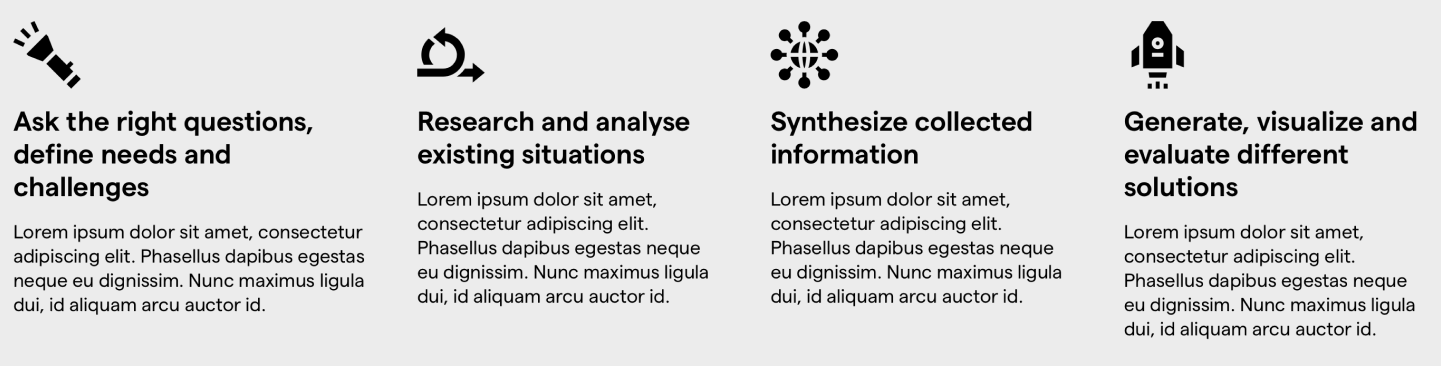 Ask the right questions,
define needs and
challenges
Lorem ipsum dolor sit amet, consectetur
adipiscing elit. Phasellus dapibus egestas
neque eu dignissim. Nunc maximus ligula
dui, id aliquam arcu auctor id.
Research and analyse
existing situations
Lorem ipsum dolor sit amet,
consectetur adipiscing elit.
Phasellus dapibus egestas neque
eu dignissim. Nunc maximus ligula
dui, id aliquam arcu auctor id.
Synthesize collected
information
Lorem ipsum dolor sit amet,
consectetur adipiscing elit.
Phasellus dapibus egestas neque
eu dignissim. Nunc maximus ligula
dui, id aliquam arcu auctor id.
Generate, visualize and
evaluate different
solutions
Lorem ipsum dolor sit amet,
consectetur adipiscing elit.
Phasellus dapibus egestas neque
eu dignissim. Nunc maximus ligula
dui, id aliquam arcu auctor id.